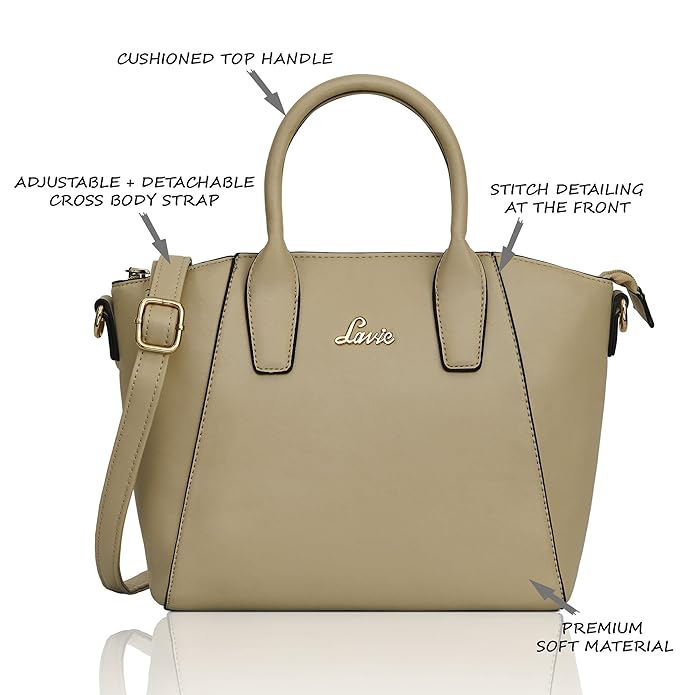 CUSHIONED TOP HANDLE
ADJUSTABLE + DETACHABLE
CROSS BODY STRAP
STITCH DETAILING
AT THE FRONT
Lavie
PREMIUM
SOFT MATERIAL